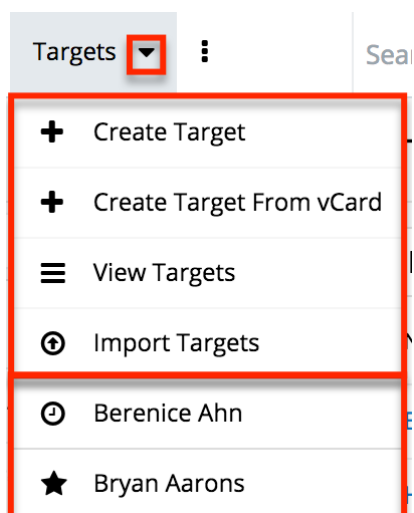 Targets
Sear
Create Target
Create Target From vCard
View Targets
Import Targets
Berenice Ahn
Bryan Aarons